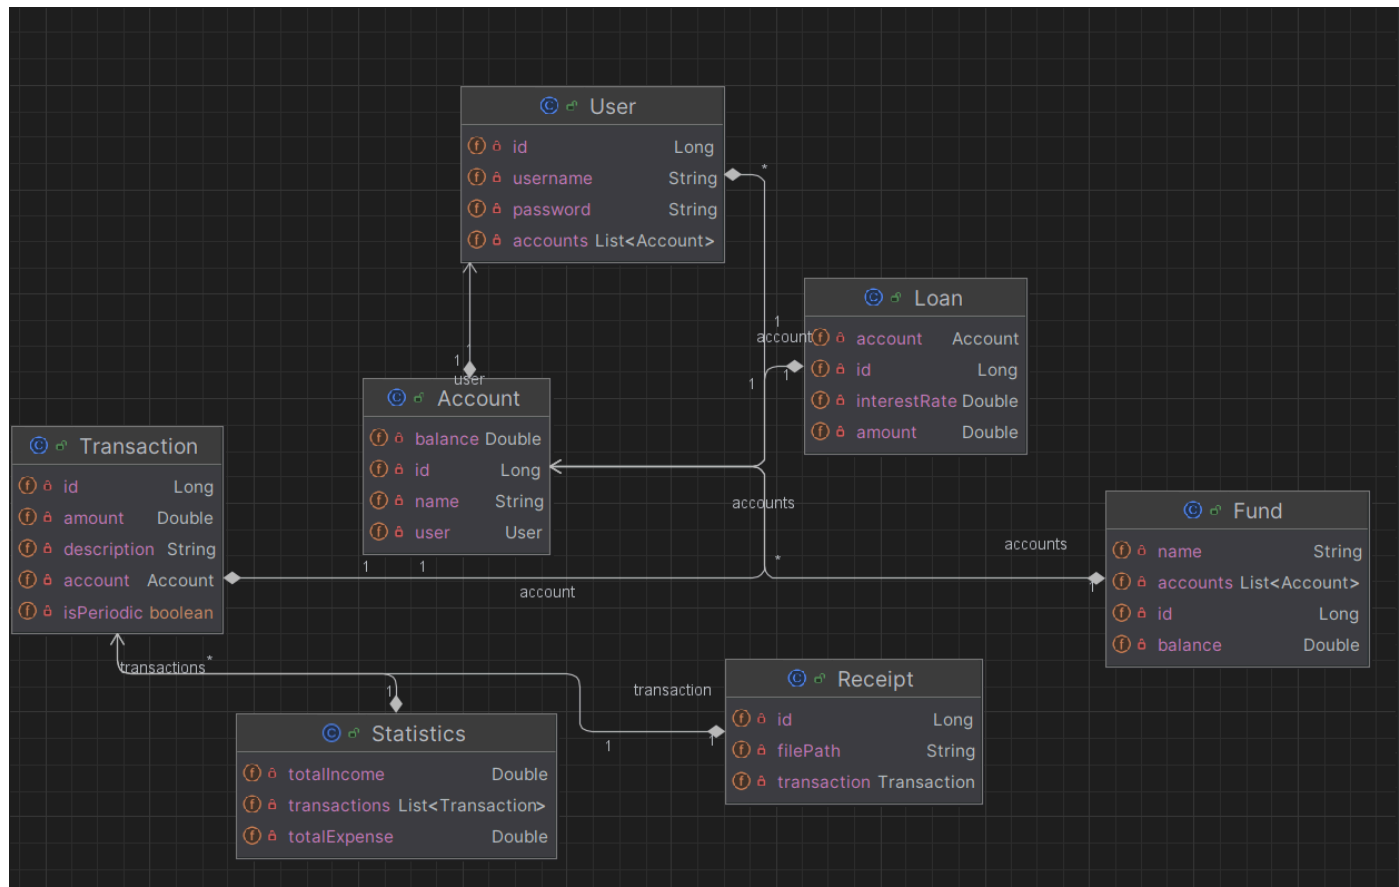 User
id Long
username String
password String
accounts List<Account>
*
Loan
account Account
id Long
interestRate Double
amount Double
1
account
1
1
1
1
user
Account
balance Double
id Long
name String
user User
Transaction
id Long
amount Double
description String
account Account
isPeriodic boolean
accounts
1
1
account
*
accounts
1
Fund
name String
accounts List<Account>
id Long
balance Double
transactions
*
1
transaction
1
1
Statistics
totalIncome Double
transactions List<Transaction>
totalExpense Double
Receipt
id Long
filePath String
transaction Transaction